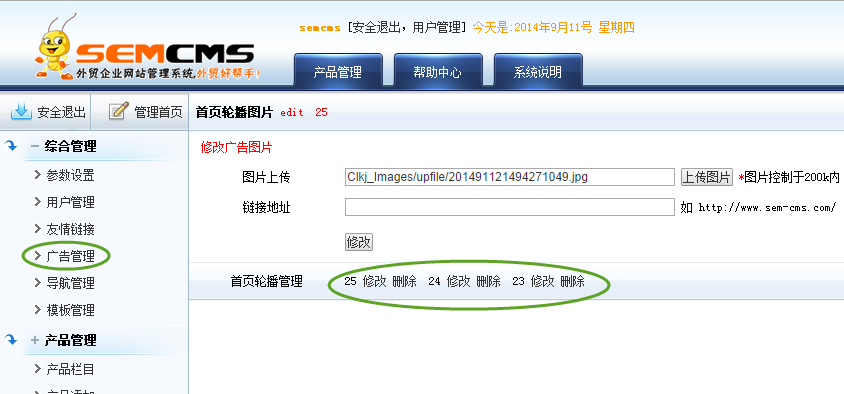 semcms [安全退出，用户管理] 今天是:2014年9月11号 星期四
SEMCMS
外贸企业网站管理系统,外贸好帮手!
产品管理 帮助中心 系统说明
安全退出 管理首页 首页轮播图片 edit 25
综合管理
修改广告图片
参数设置
图片上传 Clkj_Images/upfile/201491121494271049.jpg 上传图片 *图片控制于200k内
用户管理
链接地址 如 http://www.sem-cms.com/
友情链接
修改
广告管理
导航管理
首页轮播管理 25 修改 删除 24 修改 删除 23 修改 删除
模板管理
产品管理
产品栏目
产品添加